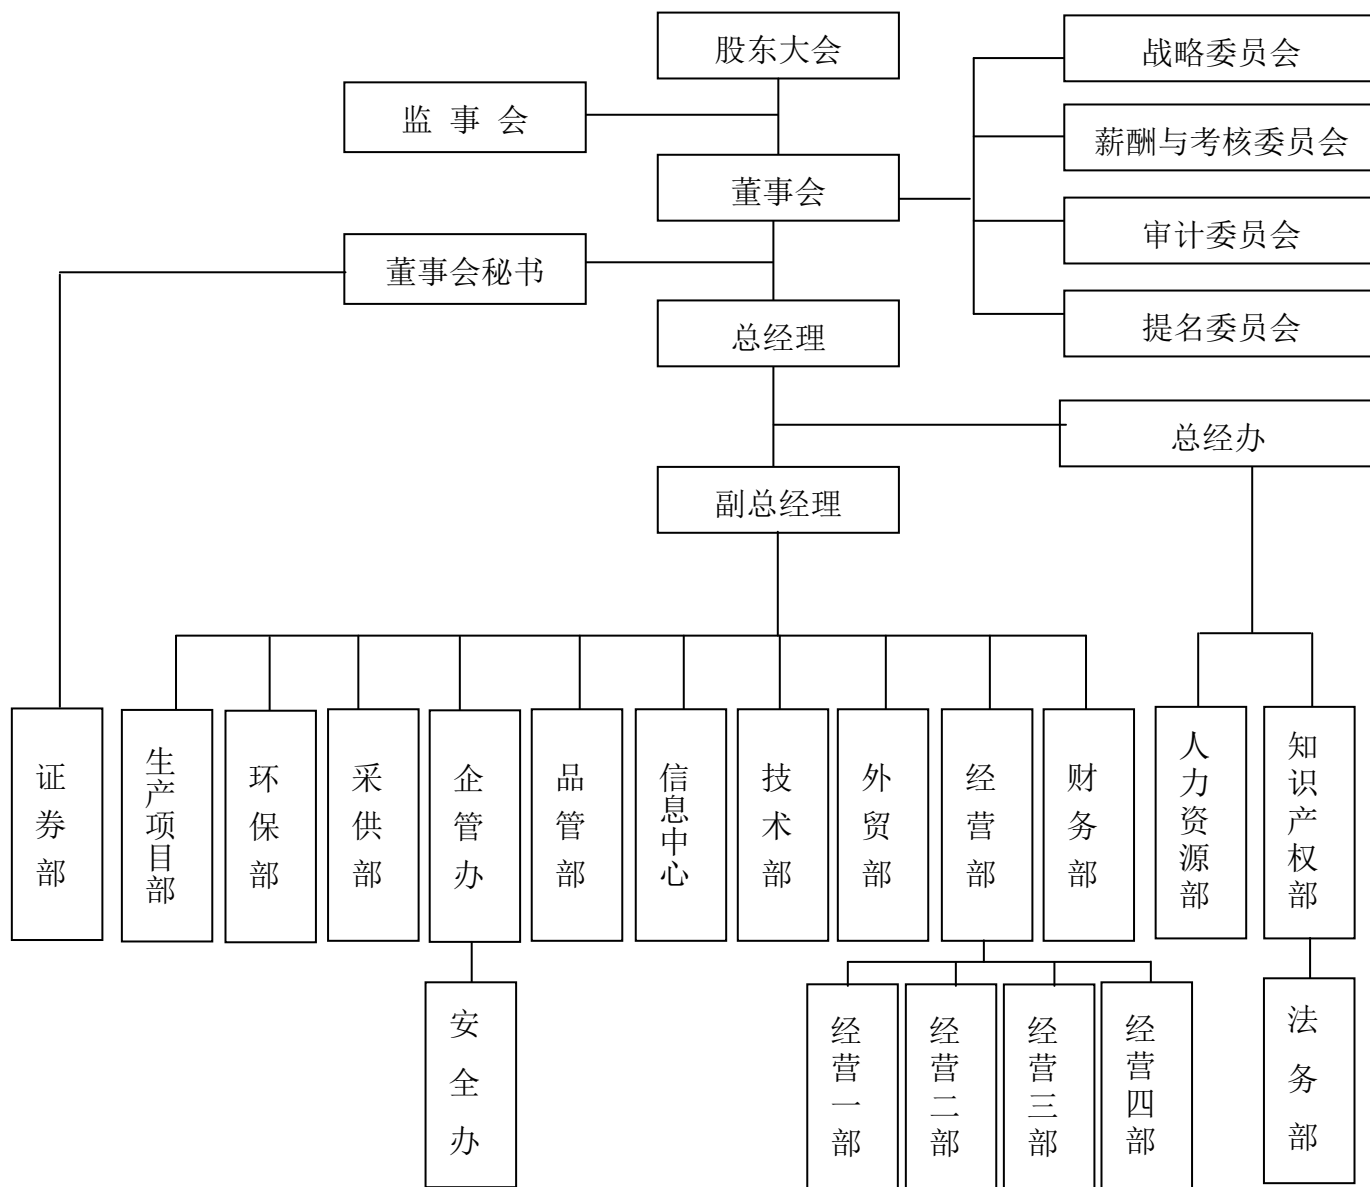 股东大会
战略委员会
监 事 会
薪酬与考核委员会
董事会
审计委员会
董事会秘书
提名委员会
总经理
总经办
副总经理
证券部
生产项目部
环保部
采供部
企管办
品管部
信息中心
技术部
外贸部
经营部
财务部
人力资源部
知识产权部
安全办
经营一部
经营二部
经营三部
经营四部
法务部